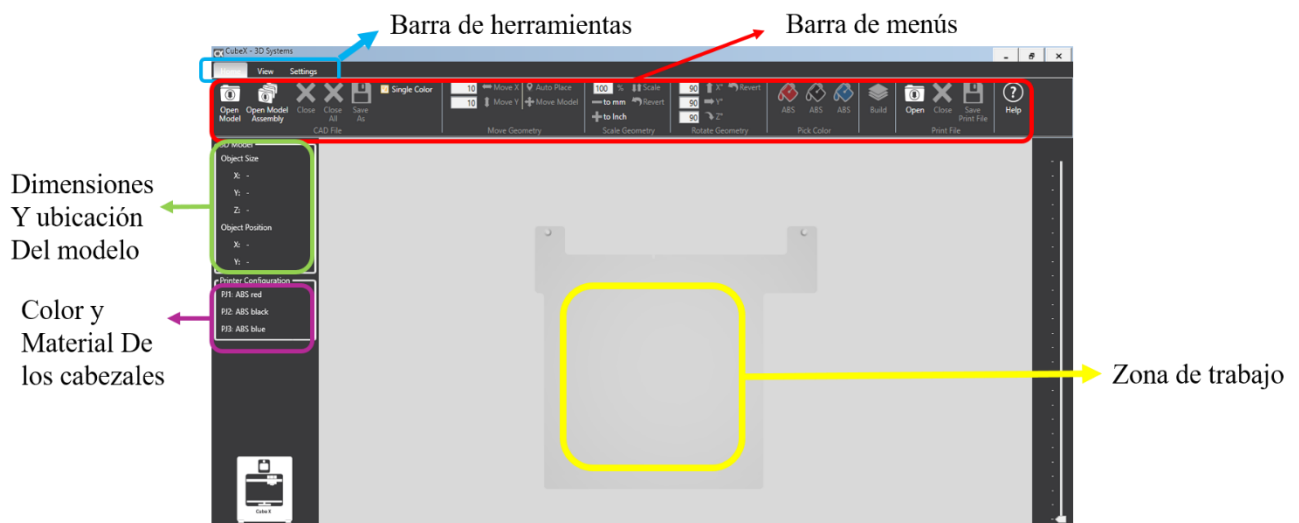 Barra de herramientas
Barra de menús
CubeX - 3D Systems
View Settings
Open Model
Open Model Assembly
Close
Close All
Save As
CAD File
Single Color
10 Move X Auto Place
10 Move Y Move Model
Move Geometry
100 % Scale
to mm Revert
to Inch
Scale Geometry
90 X° Revert
90 Y°
90 Z°
Rotate Geometry
ABS ABS ABS
Pick Color
Build
Open
Close
Save Print File
Print File
Help
3D Model
Object Size
X: -
Y: -
Z: -
Object Position
X: -
Y: -
Dimensiones
Y ubicación
Del modelo
Printer Configuration
PJ1: ABS red
PJ2: ABS black
PJ3: ABS blue
Color y
Material De
los cabezales
Zona de trabajo
Cube X